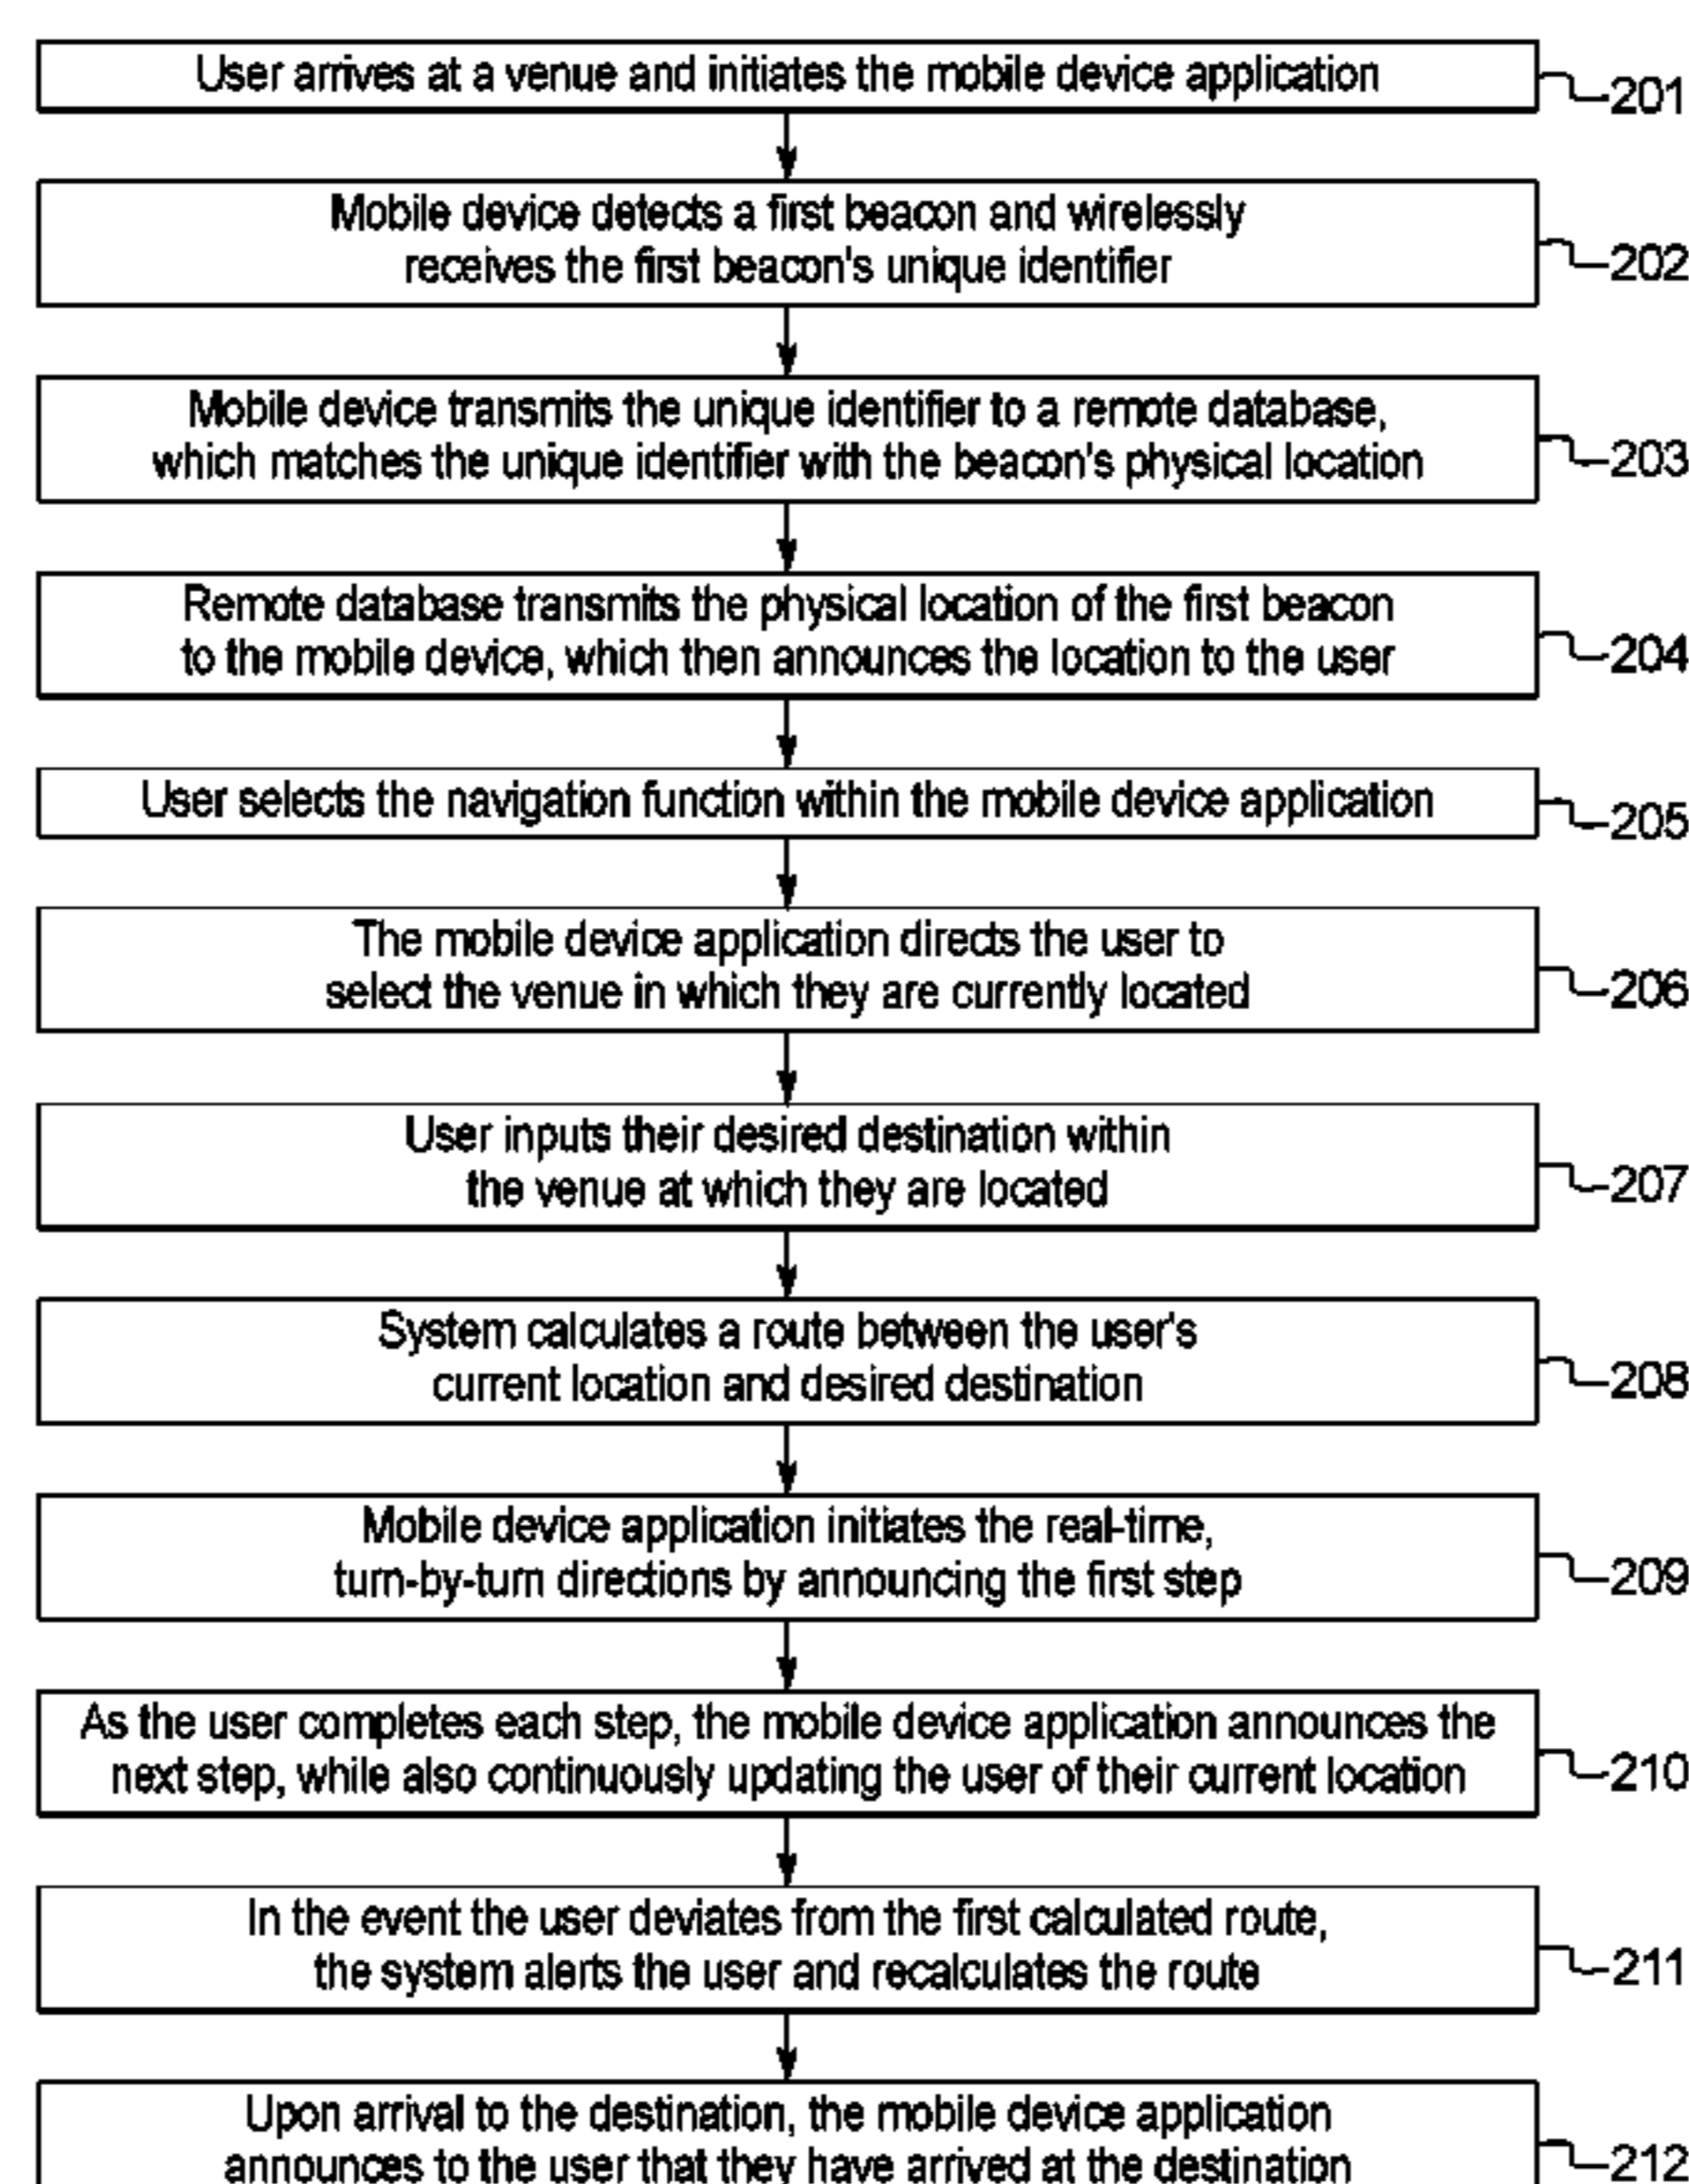 User arrives at a venue and initiates the mobile device application
201
Mobile device detects a first beacon and wirelessly
receives the first beacon's unique identifier
202
Mobile device transmits the unique identifier to a remote database,
which matches the unique identifier with the beacon's physical location
203
Remote database transmits the physical location of the first beacon
to the mobile device, which then announces the location to the user
204
User selects the navigation function within the mobile device application
205
The mobile device application directs the user to
select the venue in which they are currently located
206
User inputs their desired destination within
the venue at which they are located
207
System calculates a route between the user's
current location and desired destination
208
Mobile device application initiates the real-time,
turn-by-turn directions by announcing the first step
209
As the user completes each step, the mobile device application announces the
next step, while also continuously updating the user of their current location
210
In the event the user deviates from the first calculated route,
the system alerts the user and recalculates the route
211
Upon arrival to the destination, the mobile device application
announces to the user that they have arrived at the destination
212